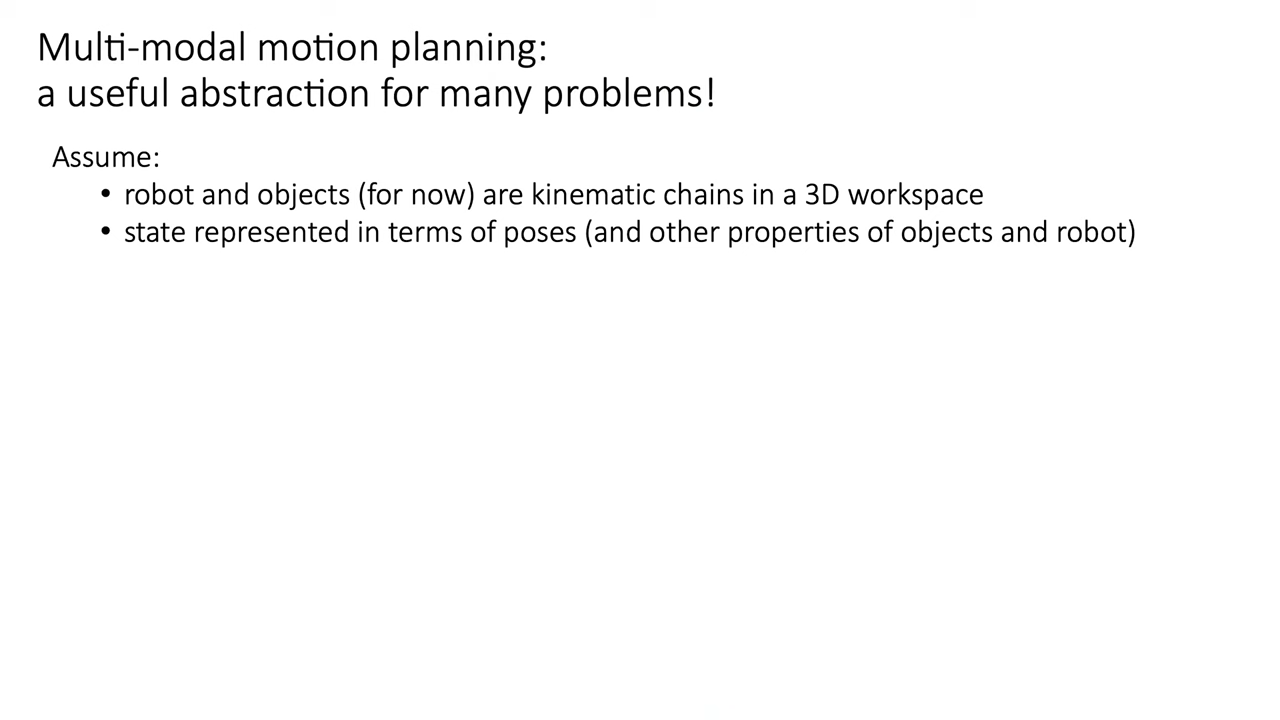 Multi-modal motion planning:
a useful abstraction for many problems!
Assume:
• robot and objects (for now) are kinematic chains in a 3D workspace
• state represented in terms of poses (and other properties of objects and robot)